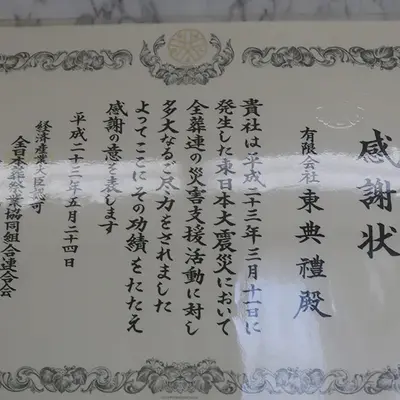 感謝状
有限会社 東典禮殿
貴社は平成二十三年三月十一日に
発生した東日本大震災において
全葬連の災害支援活動に対し
多大なるご尽力をされました
よってここにその功績をたたえ
感謝の意を表します
平成二十三年五月二十四日
経済産業大臣認可
全日本葬祭業協同組合連合会